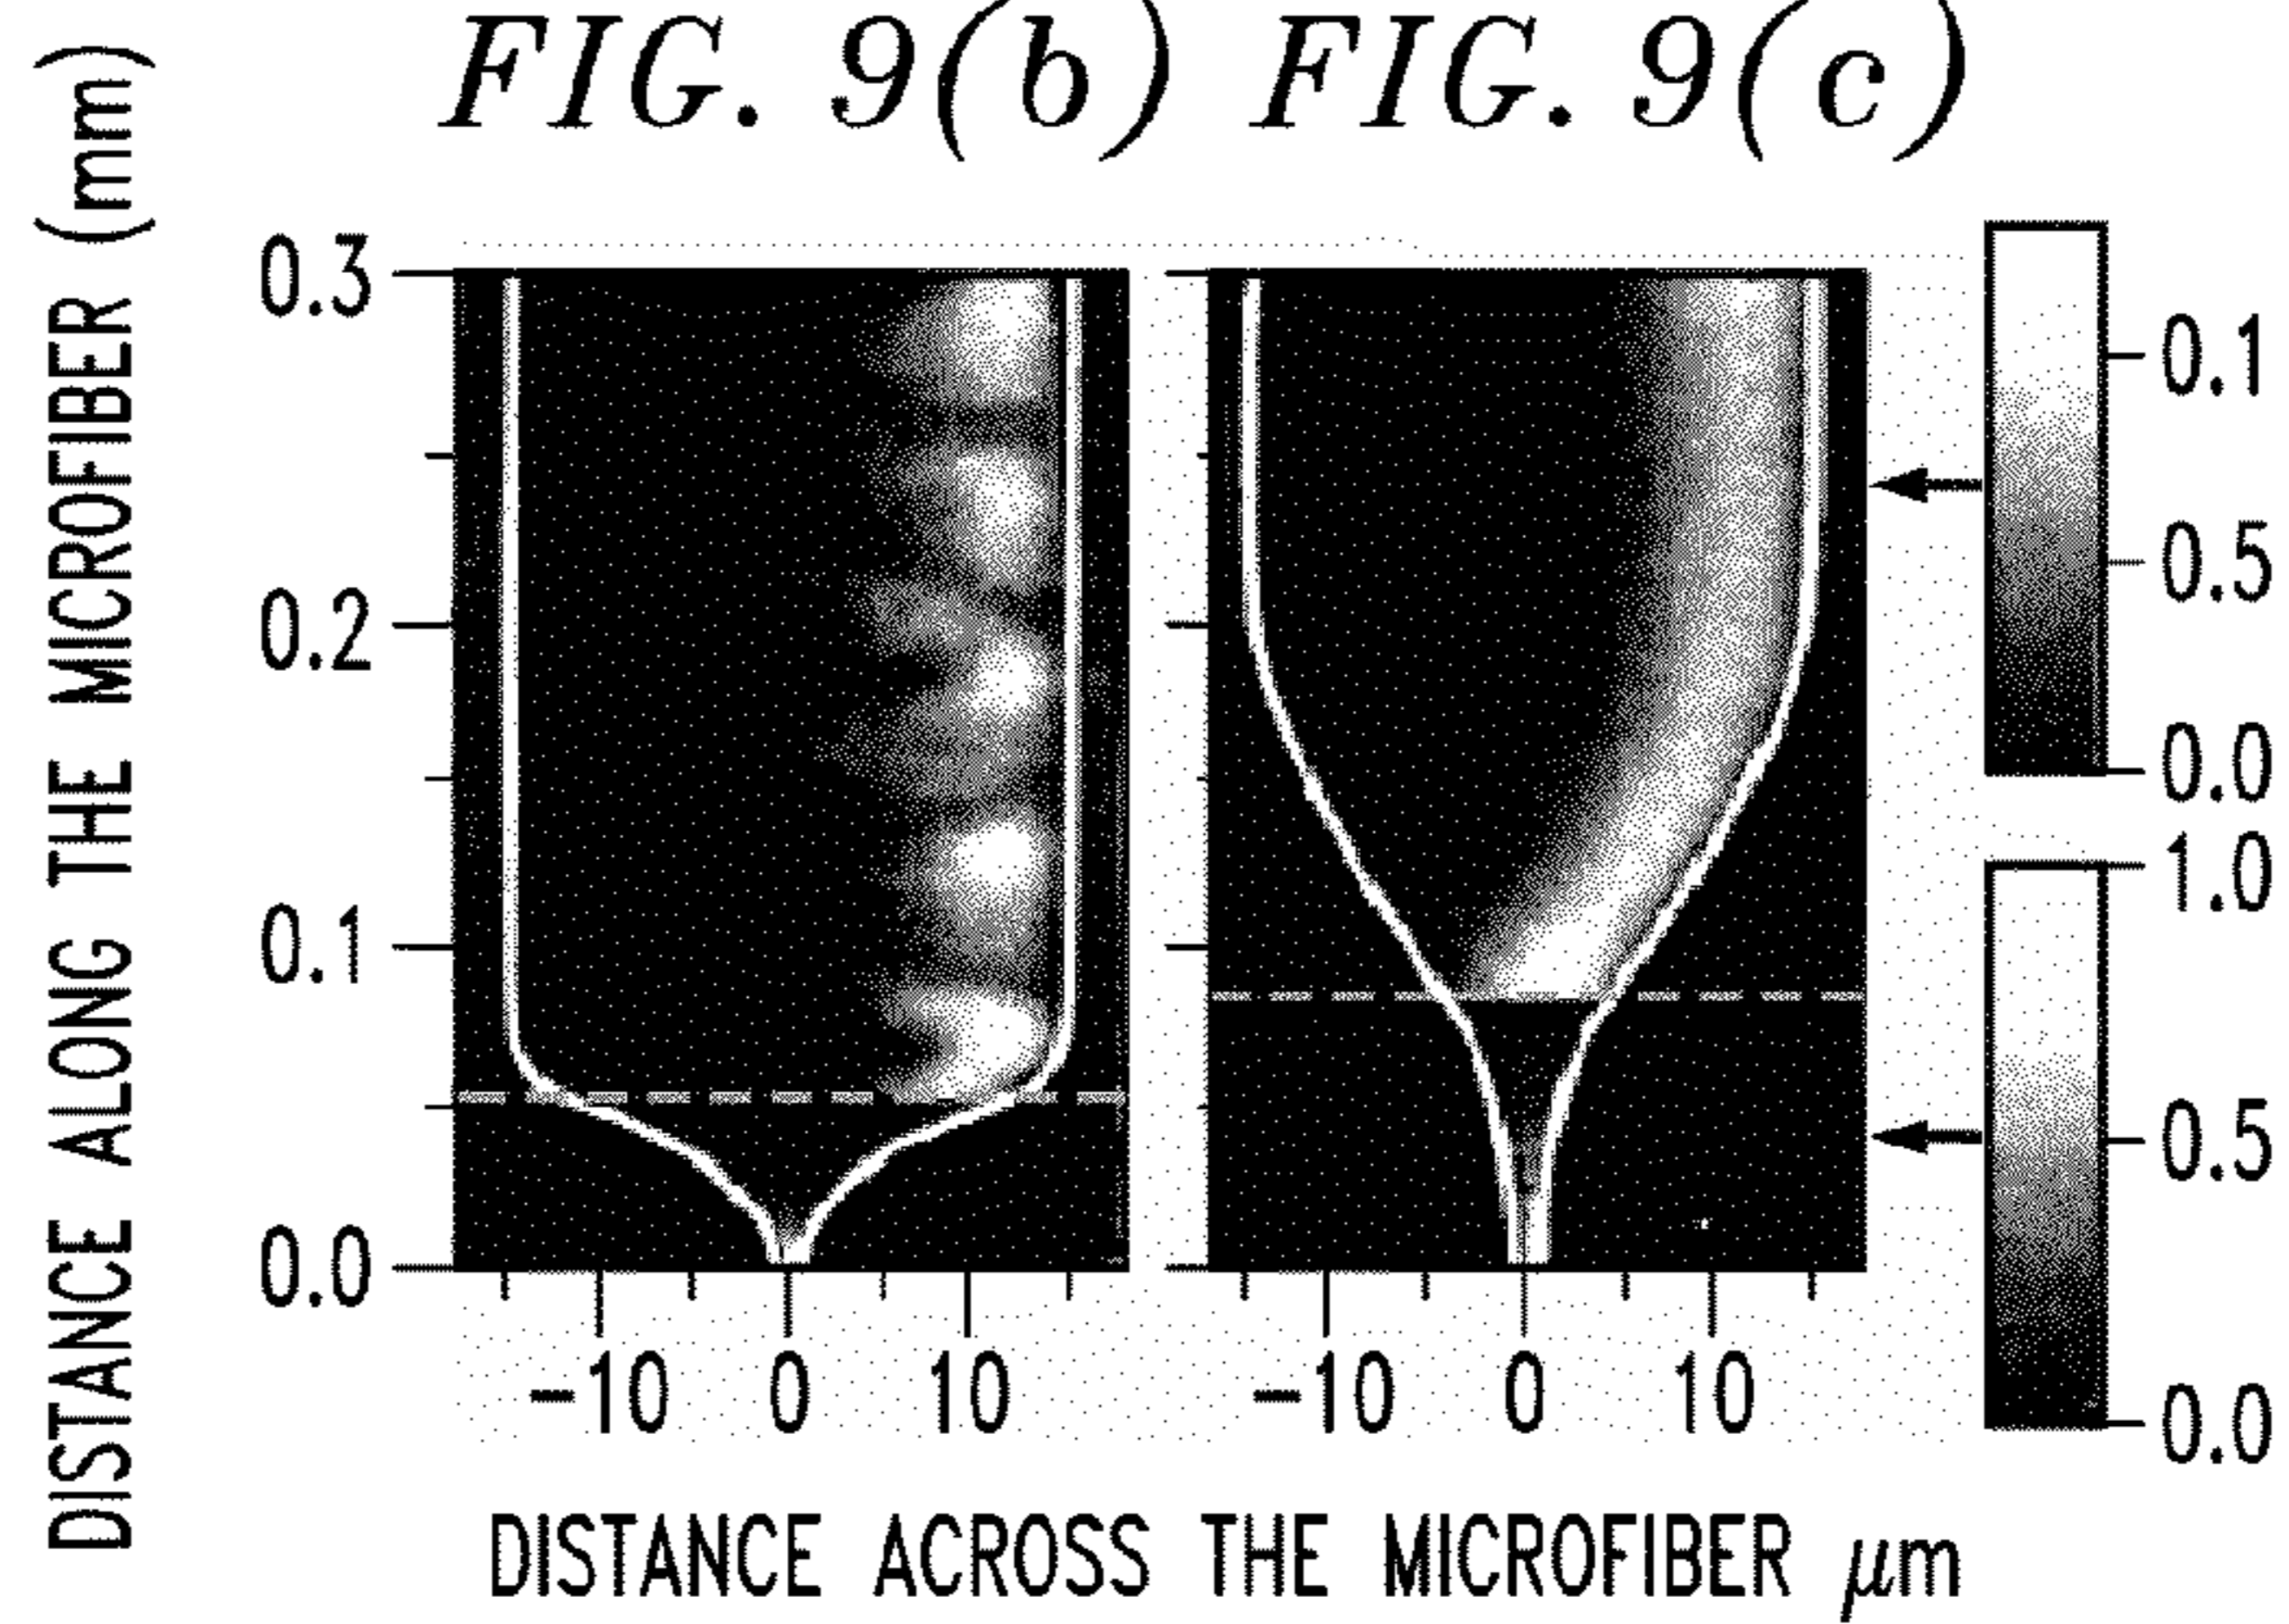 FIG. 9(b) FIG. 9(c)
DISTANCE ALONG THE MICROFIBER (mm)
0.3
0.2
0.1
0.0
-10 0 10
-10 0 10
0.1
0.5
0.0
1.0
0.5
0.0
DISTANCE ACROSS THE MICROFIBER μm